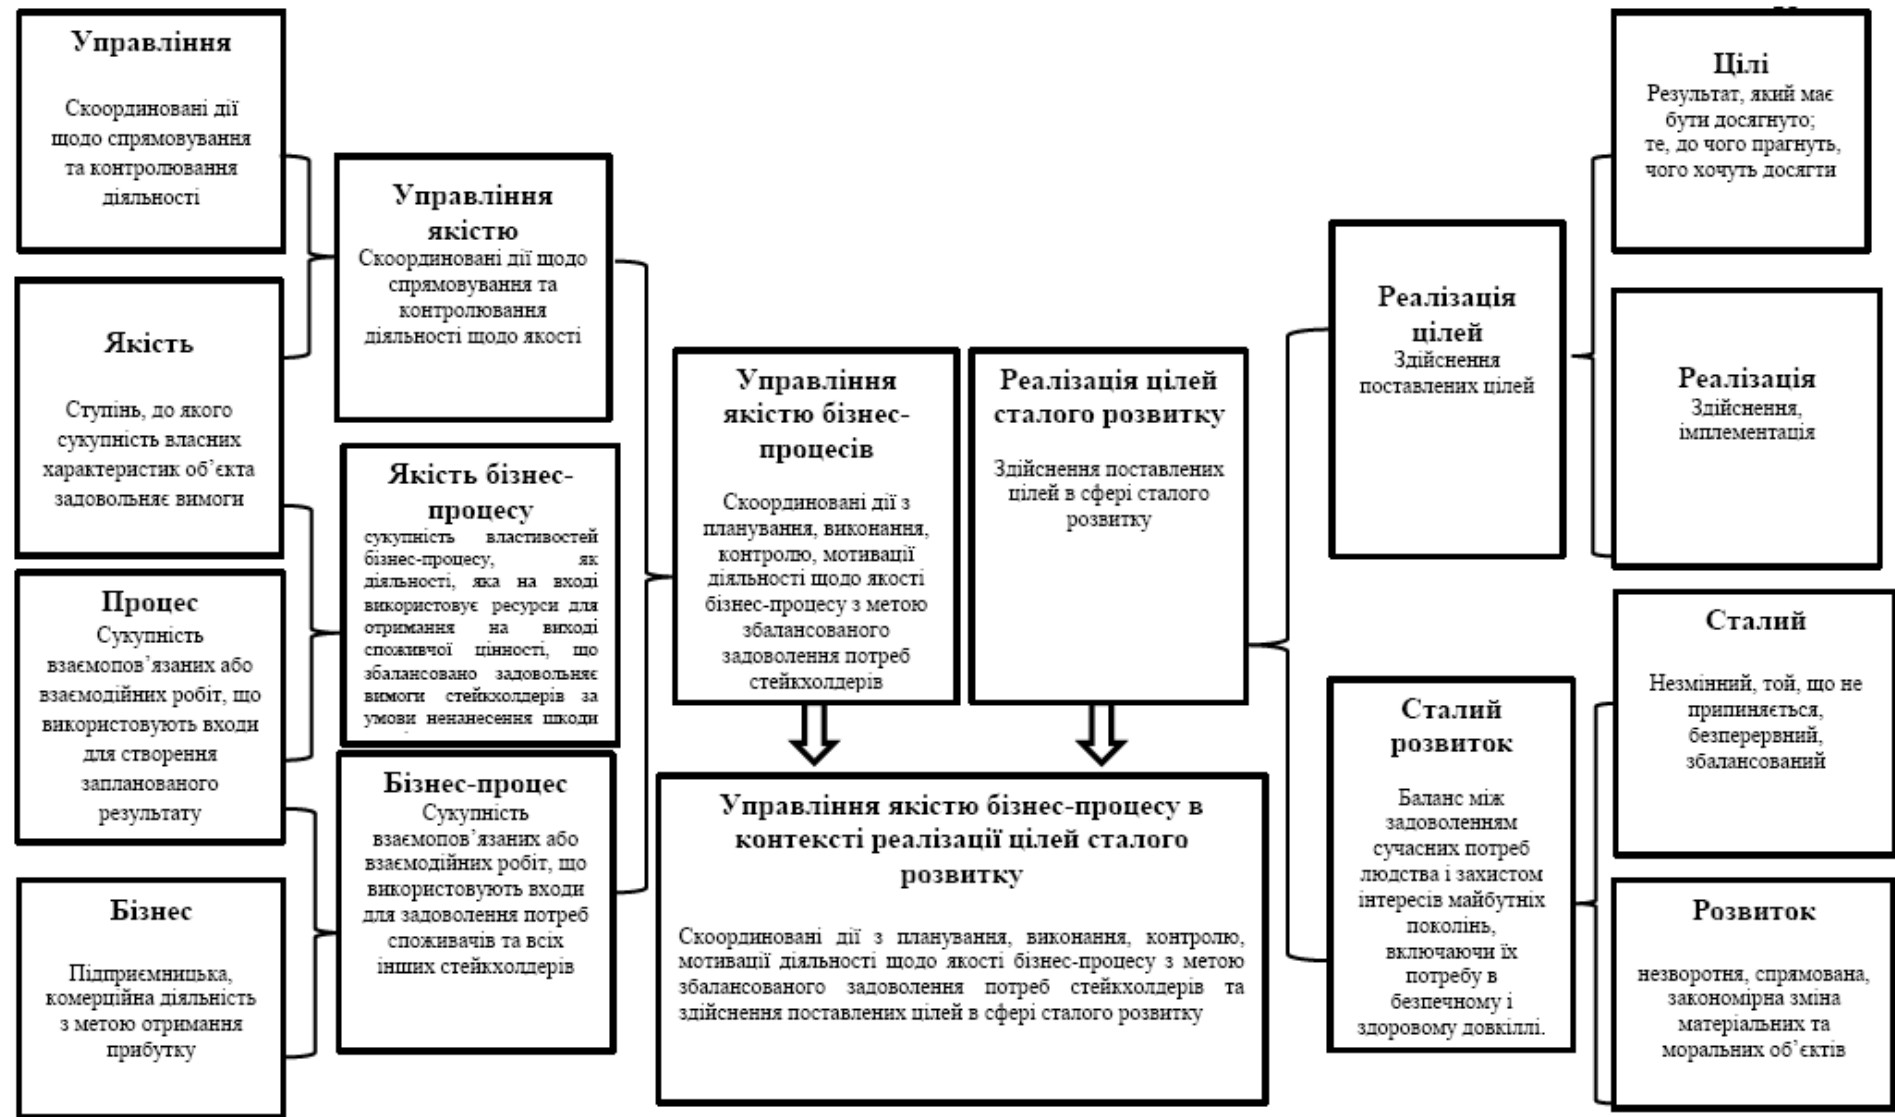 Управління
Скоординовані дії
щодо спрямовування
та контролювання
діяльності
Якість
Ступінь, до якого
сукупність власних
характеристик об’єкта
задовольняє вимоги
Процес
Сукупність
взаємопов’язаних або
взаємодійних робіт, що
використовують входи
для створення
запланованого
результату
Бізнес
Підприємницька,
комерційна діяльність
з метою отримання
прибутку
Управління
якістю
Скоординовані дії щодо
спрямовування та
контролювання
діяльності щодо якості
Якість бізнес-
процесу
сукупність властивостей
бізнес-процесу, як
діяльності, яка на вході
використовує ресурси для
отримання на виході
споживчої цінності, що
збалансовано задовольняє
вимоги стейкхолдерів за
умови ненанесення шкоди
Бізнес-процес
Сукупність
взаємопов’язаних або
взаємодійних робіт, що
використовують входи
для задоволення потреб
споживачів та всіх
інших стейкхолдерів
Управління
якістю бізнес-
процесів
Скоординовані дії з
планування, виконання,
контролю, мотивації
діяльності щодо якості
бізнес-процесу з метою
збалансованого
задоволення потреб
стейкхолдерів
Реалізація цілей
сталого розвитку
Здійснення поставлених
цілей в сфері сталого
розвитку
Управління якістю бізнес-процесу в
контексті реалізації цілей сталого
розвитку
Скоординовані дії з планування, виконання, контролю,
мотивації діяльності щодо якості бізнес-процесу з метою
збалансованого задоволення потреб стейкхолдерів та
здійснення поставлених цілей в сфері сталого розвитку
Реалізація
цілей
Здійснення
поставлених цілей
Сталий
розвиток
Баланс між
задоволенням
сучасних потреб
людства і захистом
інтересів майбутніх
поколінь,
включаючи їх
потребу в
безпечному і
здоровому довкіллі.
Цілі
Результат, який має
бути досягнуто;
те, до чого прагнуть,
чого хочуть досягти
Реалізація
Здійснення,
імплементація
Сталий
Незмінний, той, що не
припиняється,
безперервний,
збалансований
Розвиток
незворотня, спрямована,
закономірна зміна
матеріальних та
моральних об’єктів